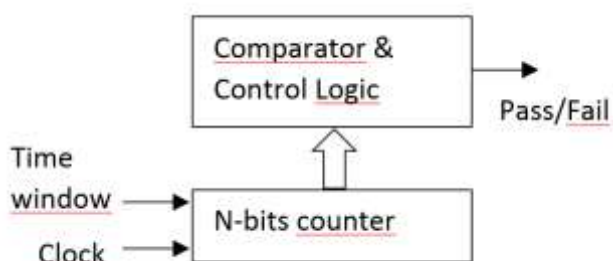 Comparator &
Control Logic
Pass/Fail
Time
window
N-bits counter
Clock